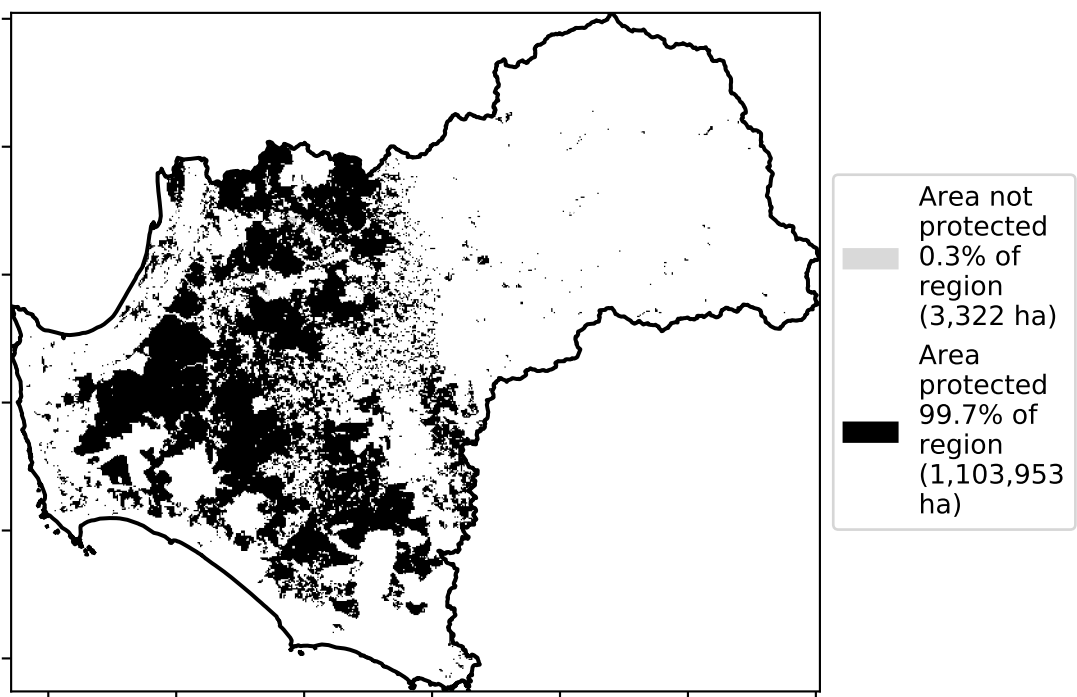 Area not
protected
0.3% of
region
(3,322 ha)
Area
protected
99.7% of
region
(1,103,953
ha)